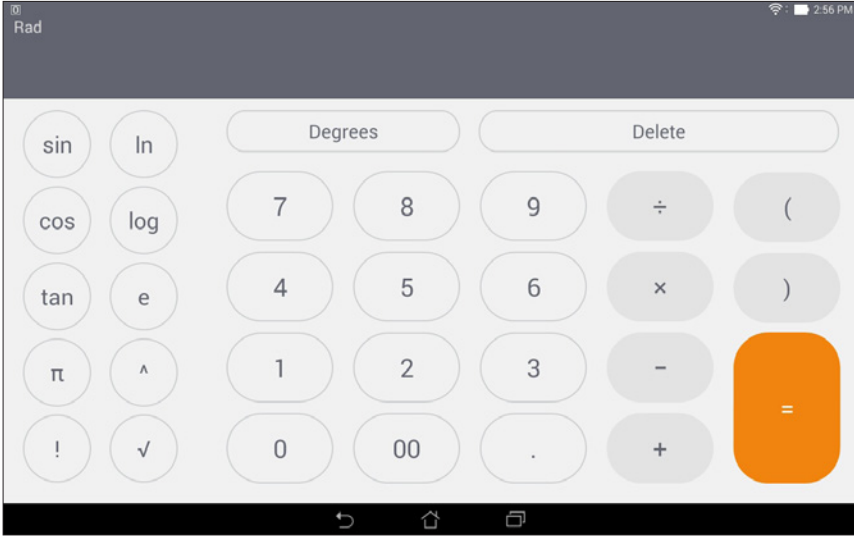 2:56 PM
Rad
Degrees Delete
sin ln
7 8 9 ÷ (
cos log
4 5 6 × )
tan e
1 2 3 − =
π ^
0 00 . +
! √